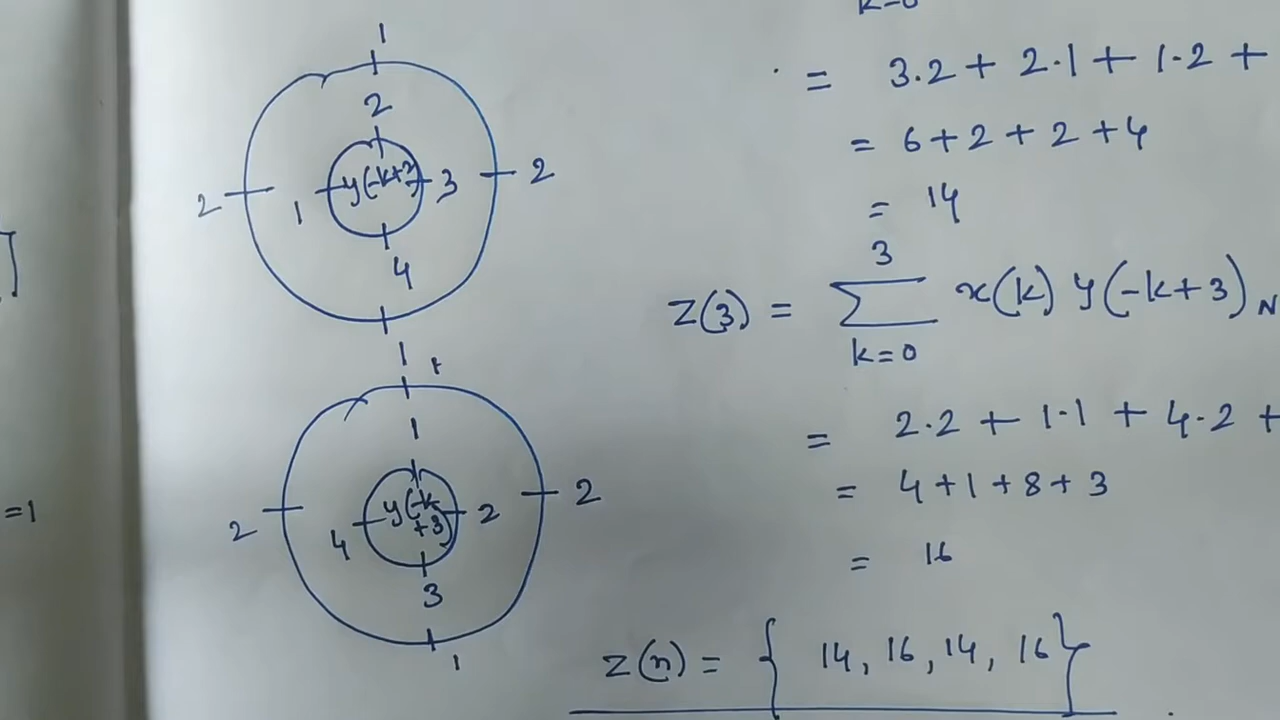 1
2
2 1 y(-k+2) 3 2
4
1
1
1
2 4 y(-k+3) 2 2
3
1
=1
k=0
= 3.2 + 2.1 + 1.2 +
= 6+2+2+4
= 14
3
z(3) = ∑ x(k) y(-k+3)N
k=0
= 2.2 + 1.1 + 4.2 +
= 4+1+8+3
= 16
z(n) = { 14, 16, 14, 16 }